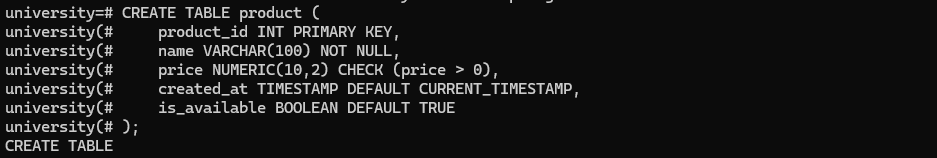 university=# CREATE TABLE product (
university(#     product_id INT PRIMARY KEY,
university(#     name VARCHAR(100) NOT NULL,
university(#     price NUMERIC(10,2) CHECK (price > 0),
university(#     created_at TIMESTAMP DEFAULT CURRENT_TIMESTAMP,
university(#     is_available BOOLEAN DEFAULT TRUE
university(# );
CREATE TABLE